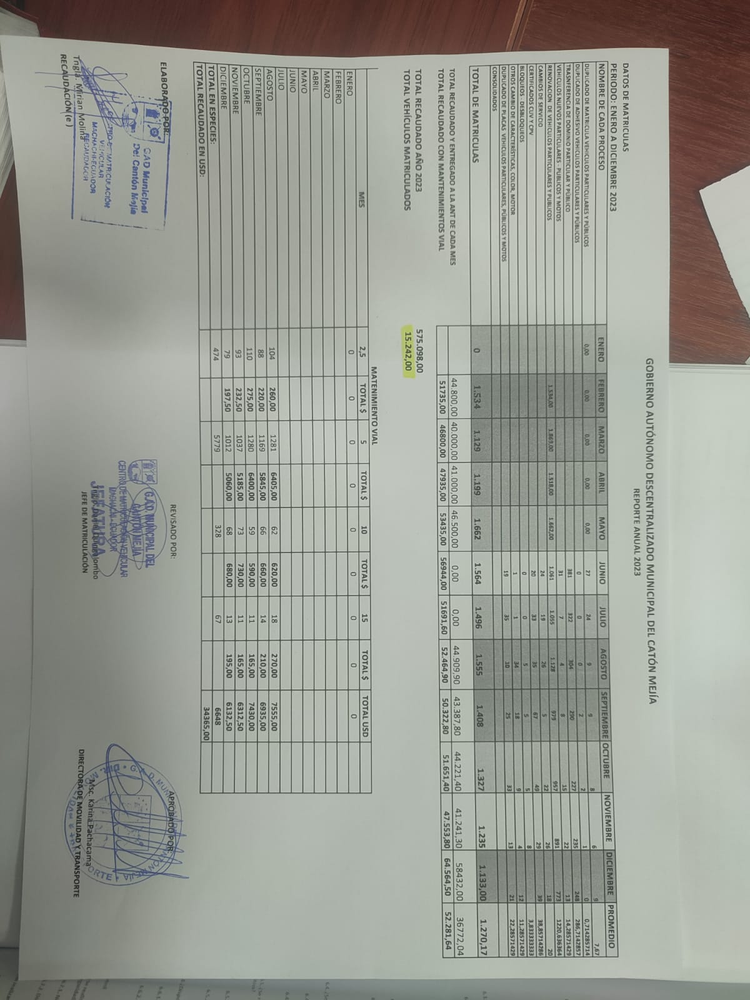 GOBIERNO AUTÓNOMO DESCENTRALIZADO MUNICIPAL DEL CATÓN MEJÍA
REPORTE ANUAL 2023
DATOS DE MATRICULAS
PERIODO: ENERO A DICIEMBRE 2023
NOMBRE DE CADA PROCESO ENERO FEBRERO MARZO ABRIL MAYO JUNIO JULIO AGOSTO SEPTIEMBRE OCTUBRE NOVIEMBRE DICIEMBRE PROMEDIO
DUPLICADO DE MATRICULA VEHICULOS PARTICULARES Y PÚBLICOS 0,00 0,00 0,00 0,00 0,00 27 24 9 9 8 6 9 7,67
DUPLICADO DE ADHESIVO VEHICULOS PARTICULARES Y PÚBLICOS 0 0 0 2 2 1 0 0,714285714
TRASNFERENCIA DE DOMINIO PARTICULAR Y PÚBLICO 381 322 304 290 227 235 248 286,7142857
VEHICULOS NUEVOS PARTICULARES - PUBLICOS Y MOTOS 31 7 4 8 15 22 13 14,28571429
RENOVACION DE VEHICULOS PARTICULARES Y PUBLICOS 1.534,00 1.869,00 1.518,00 1.662,00 1.061 1.055 1.128 979 957 891 773 1220,636364
CAMBIOS DE SERVICIO 24 19 26 5 22 26 18 20
CERTIFICADOS CUV Y CPV 20 33 35 67 49 29 39 38,85714286
BLOQUEOS - DESBLOQUEOS 0 0 5 5 5 8 3,833333333
OTROS CAMBIO DE CARACTERÍSTICAS, COLOR, MOTOR 1 1 34 18 9 4 12 11,28571429
DUPLICADO DE PLACAS VEHICULOS PARTICULARES, PÚBLICOS Y MOTOS 19 35 10 25 33 13 21 22,28571429
CONSOLIDADOS
TOTAL DE MATRICULAS 0 1.534 1.129 1.199 1.662 1.564 1.496 1.555 1.408 1.327 1.235 1.133,00 1.270,17
TOTAL RECAUDADO Y ENTREGADO A LA ANT DE CADA MES 44.800,00 40.000,00 41.000,00 46.500,00 0,00 0,00 44.909,90 43.387,80 44.221,40 41.241,30 58432,00 36772,04
TOTAL RECAUDADO CON MANTENIMIENTOS VIAL 51735,00 46800,00 47935,00 53435,00 56944,00 51691,60 52.464,90 50.322,80 51.651,40 47.553,80 64.564,50 52.281,64
TOTAL RECAUDADO AÑO 2023 575.098,00
TOTAL VEHÍCULOS MATRICULADOS 15.242,00
MATENIMIENTO VIAL
MES 2,5 TOTAL $ 5 TOTAL $ 10 TOTAL $ 15 TOTAL $ TOTAL USD
ENERO 0 0 0 0 0 0 0 0 0
FEBRERO
MARZO
ABRIL
MAYO
JUNIO
JULIO
AGOSTO 104 260,00 1281 6405,00 62 620,00 18 270,00 7555,00
SEPTIEMBRE 88 220,00 1169 5845,00 66 660,00 14 210,00 6935,00
OCTUBRE 110 275,00 1280 6400,00 59 590,00 11 165,00 7430,00
NOVIEMBRE 93 232,50 1037 5185,00 73 730,00 11 165,00 6312,50
DICIEMBRE 79 197,50 1012 5060,00 68 680,00 13 195,00 6132,50
TOTAL EN ESPECIES: 474 5779 328 67 6648
TOTAL RECAUDADO EN USD: 34365,00
ELABORADO POR: REVISADO POR: APROBADO POR:
GAD Municipal
Del Cantón Mejía
MATRICULACIÓN
VEHICULAR
MACHACHI-ECUADOR
RECAUDADOR
Tngla. Mirian Molina
RECAUDACIÓN (e)
G.A.D. MUNICIPAL DEL
CANTÓN MEJÍA
CENTRO DE MATRICULACIÓN VEHICULAR
MACHACHI - ECUADOR
JEFATURA
JEFE DE MATRICULACIÓN
Msc. Karina Pachacama
DIRECTORA DE MOVILIDAD Y TRANSPORTE